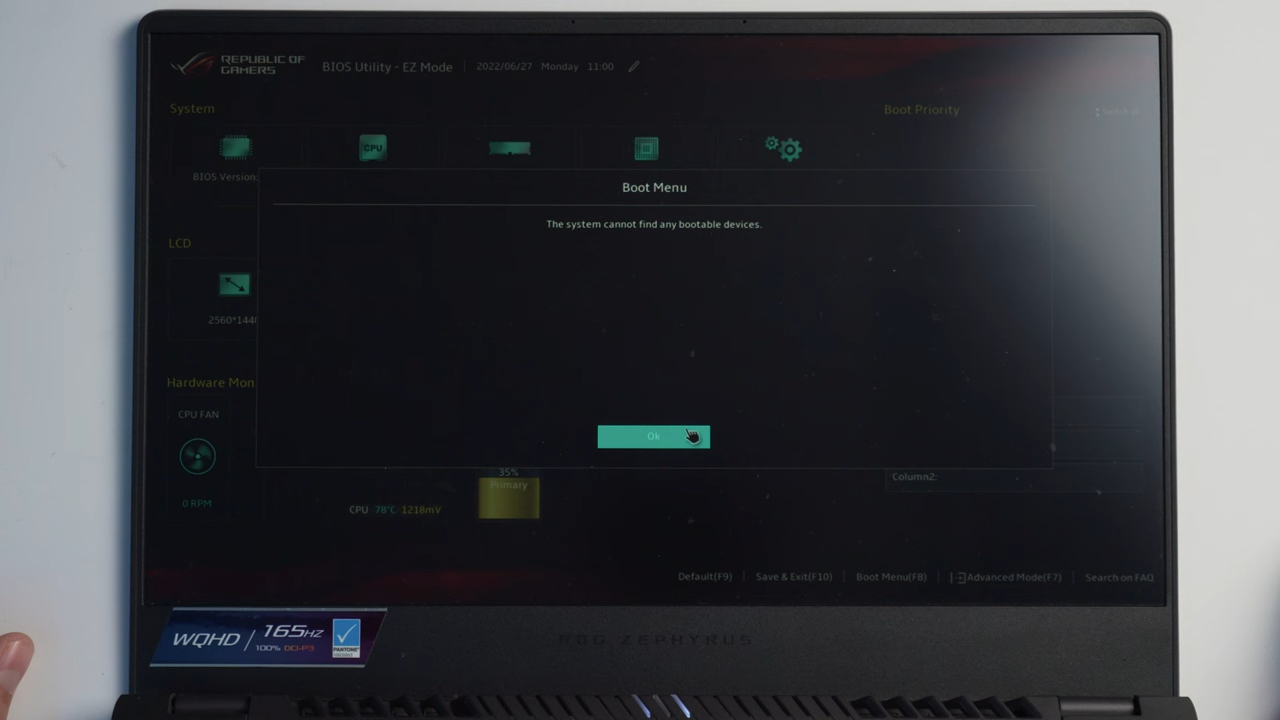 REPUBLIC OF
GAMERS
BIOS Utility - EZ Mode
2022/06/27 Monday 11:00
System
Boot Priority
CPU
BIOS Version:
Boot Menu
The system cannot find any bootable devices.
LCD
2560*1440
Hardware Mon
CPU FAN
Ok
35%
Primary
Column2:
0 RPM
CPU 78°C 1218mV
Default(F9)
Save & Exit(F10)
Boot Menu(F8)
Advanced Mode(F7)
Search on FAQ
WQHD / 165HZ
100% DCI-P3
PANTONE
ROG ZEPHYRUS